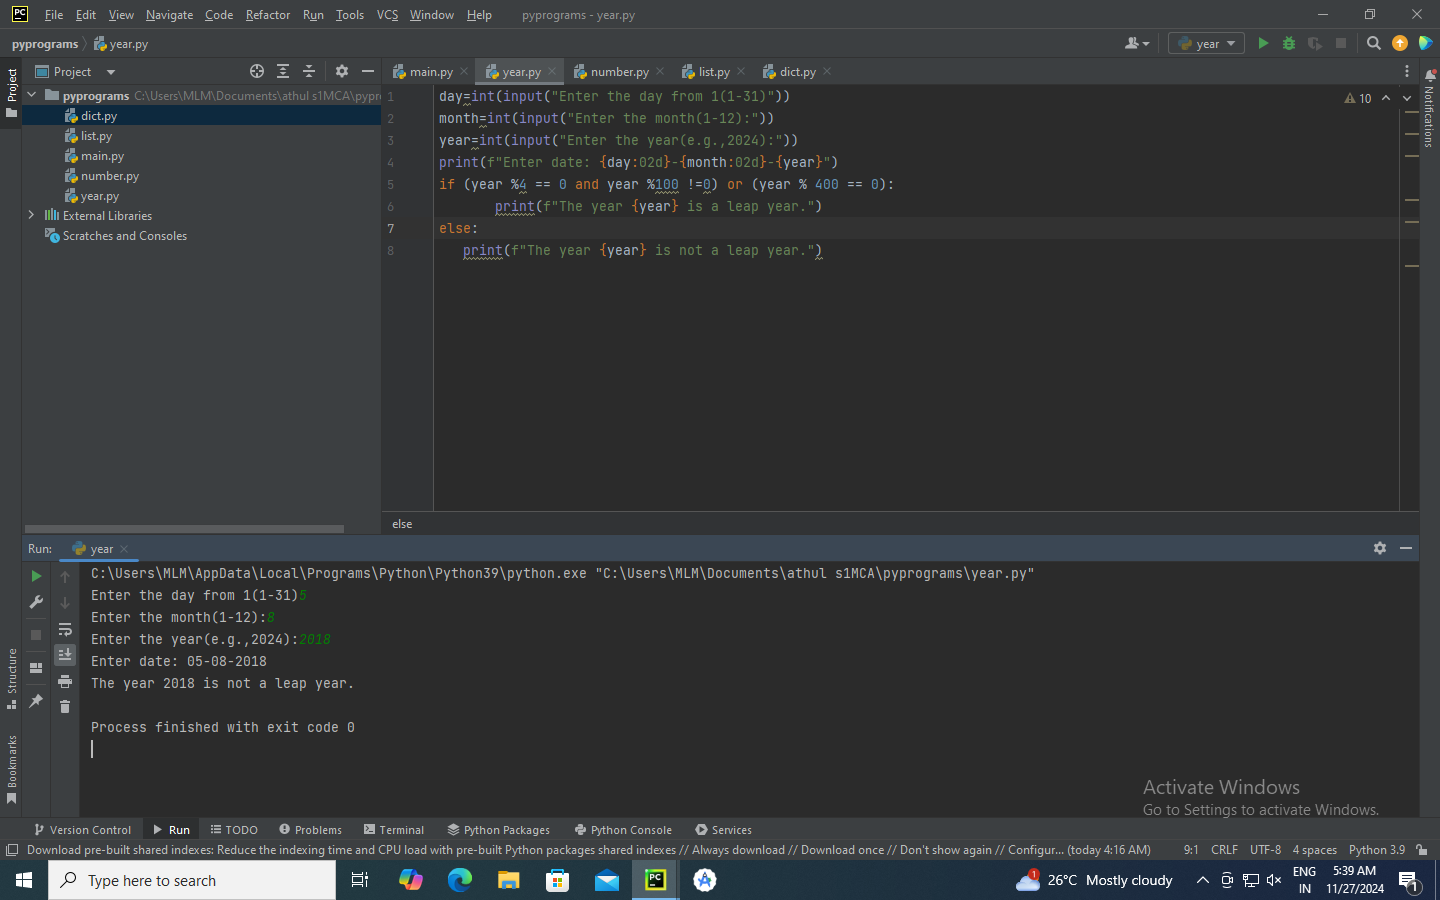 File Edit View Navigate Code Refactor Run Tools VCS Window Help pyprograms - year.py
pyprograms year.py year
Project main.py year.py number.py list.py dict.py
Project
pyprograms C:\Users\MLM\Documents\athul s1MCA\pypr
dict.py
list.py
main.py
number.py
year.py
External Libraries
Scratches and Consoles
1 day=int(input("Enter the day from 1(1-31)"))
2 month=int(input("Enter the month(1-12):"))
3 year=int(input("Enter the year(e.g.,2024):"))
4 print(f"Enter date: {day:02d}-{month:02d}-{year}")
5 if (year %4 == 0 and year %100 !=0) or (year % 400 == 0):
6 print(f"The year {year} is a leap year.")
7 else:
8 print(f"The year {year} is not a leap year.")
10
Notifications
else
Run: year
C:\Users\MLM\AppData\Local\Programs\Python\Python39\python.exe "C:\Users\MLM\Documents\athul s1MCA\pyprograms\year.py"
Enter the day from 1(1-31)5
Enter the month(1-12):8
Enter the year(e.g.,2024):2018
Enter date: 05-08-2018
The year 2018 is not a leap year.
Process finished with exit code 0
Structure
Bookmarks
Activate Windows
Go to Settings to activate Windows.
Version Control Run TODO Problems Terminal Python Packages Python Console Services
Download pre-built shared indexes: Reduce the indexing time and CPU load with pre-built Python packages shared indexes // Always download // Download once // Don't show again // Configur... (today 4:16 AM) 9:1 CRLF UTF-8 4 spaces Python 3.9
Type here to search PC 1 26°C Mostly cloudy ENG IN 5:39 AM 11/27/2024 1